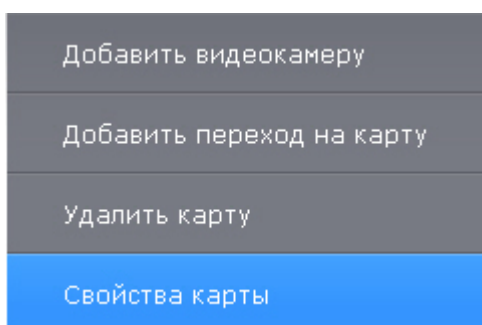 Добавить видеокамеру
Добавить переход на карту
Удалить карту
Свойства карты